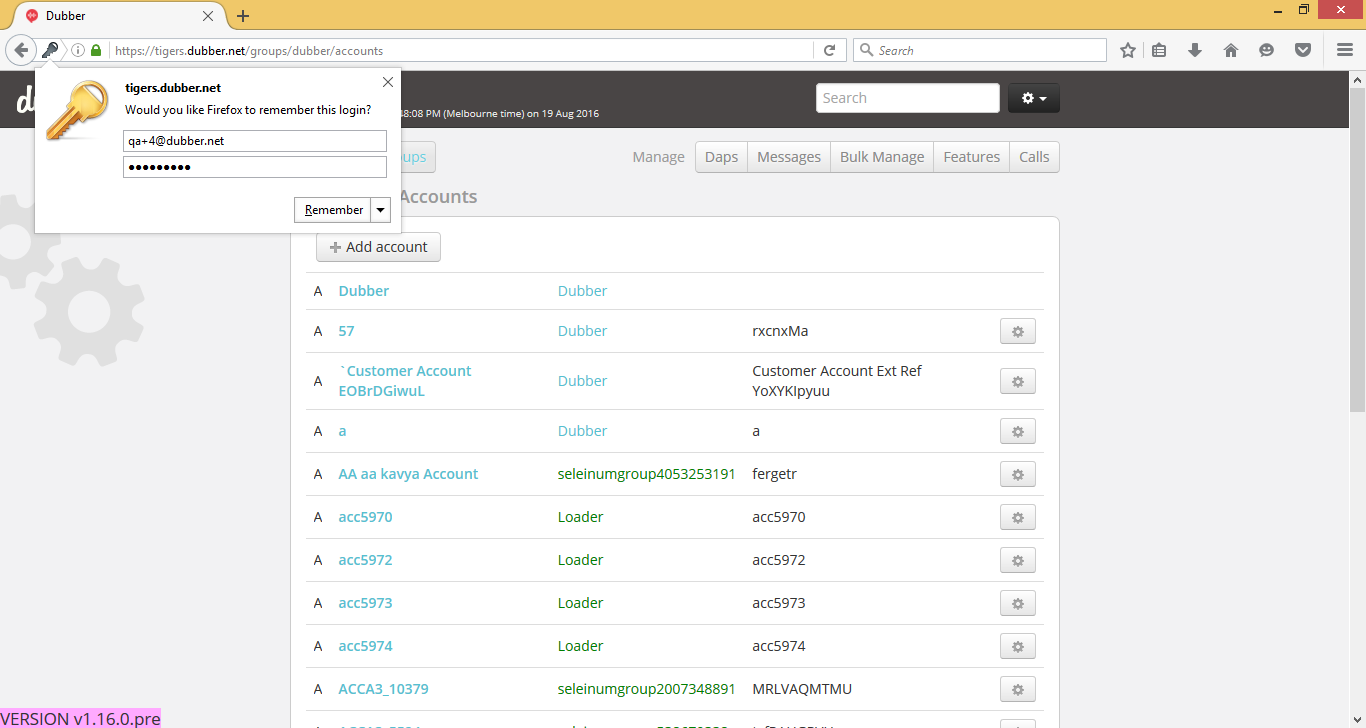 Dubber
https://tigers.dubber.net/groups/dubber/accounts
Search
tigers.dubber.net
Would you like Firefox to remember this login?
qa+4@dubber.net
●●●●●●●●●
Remember
48:08 PM (Melbourne time) on 19 Aug 2016
Search
Manage Daps Messages Bulk Manage Features Calls
Accounts
Add account
A Dubber Dubber
A 57 Dubber rxcnxMa
A `Customer Account EOBrDGiwuL Dubber Customer Account Ext Ref YoXYKIpyuu
A a Dubber a
A AA aa kavya Account seleinumgroup4053253191 fergetr
A acc5970 Loader acc5970
A acc5972 Loader acc5972
A acc5973 Loader acc5973
A acc5974 Loader acc5974
A ACCA3_10379 seleinumgroup2007348891 MRLVAQMTMU
VERSION v1.16.0.pre